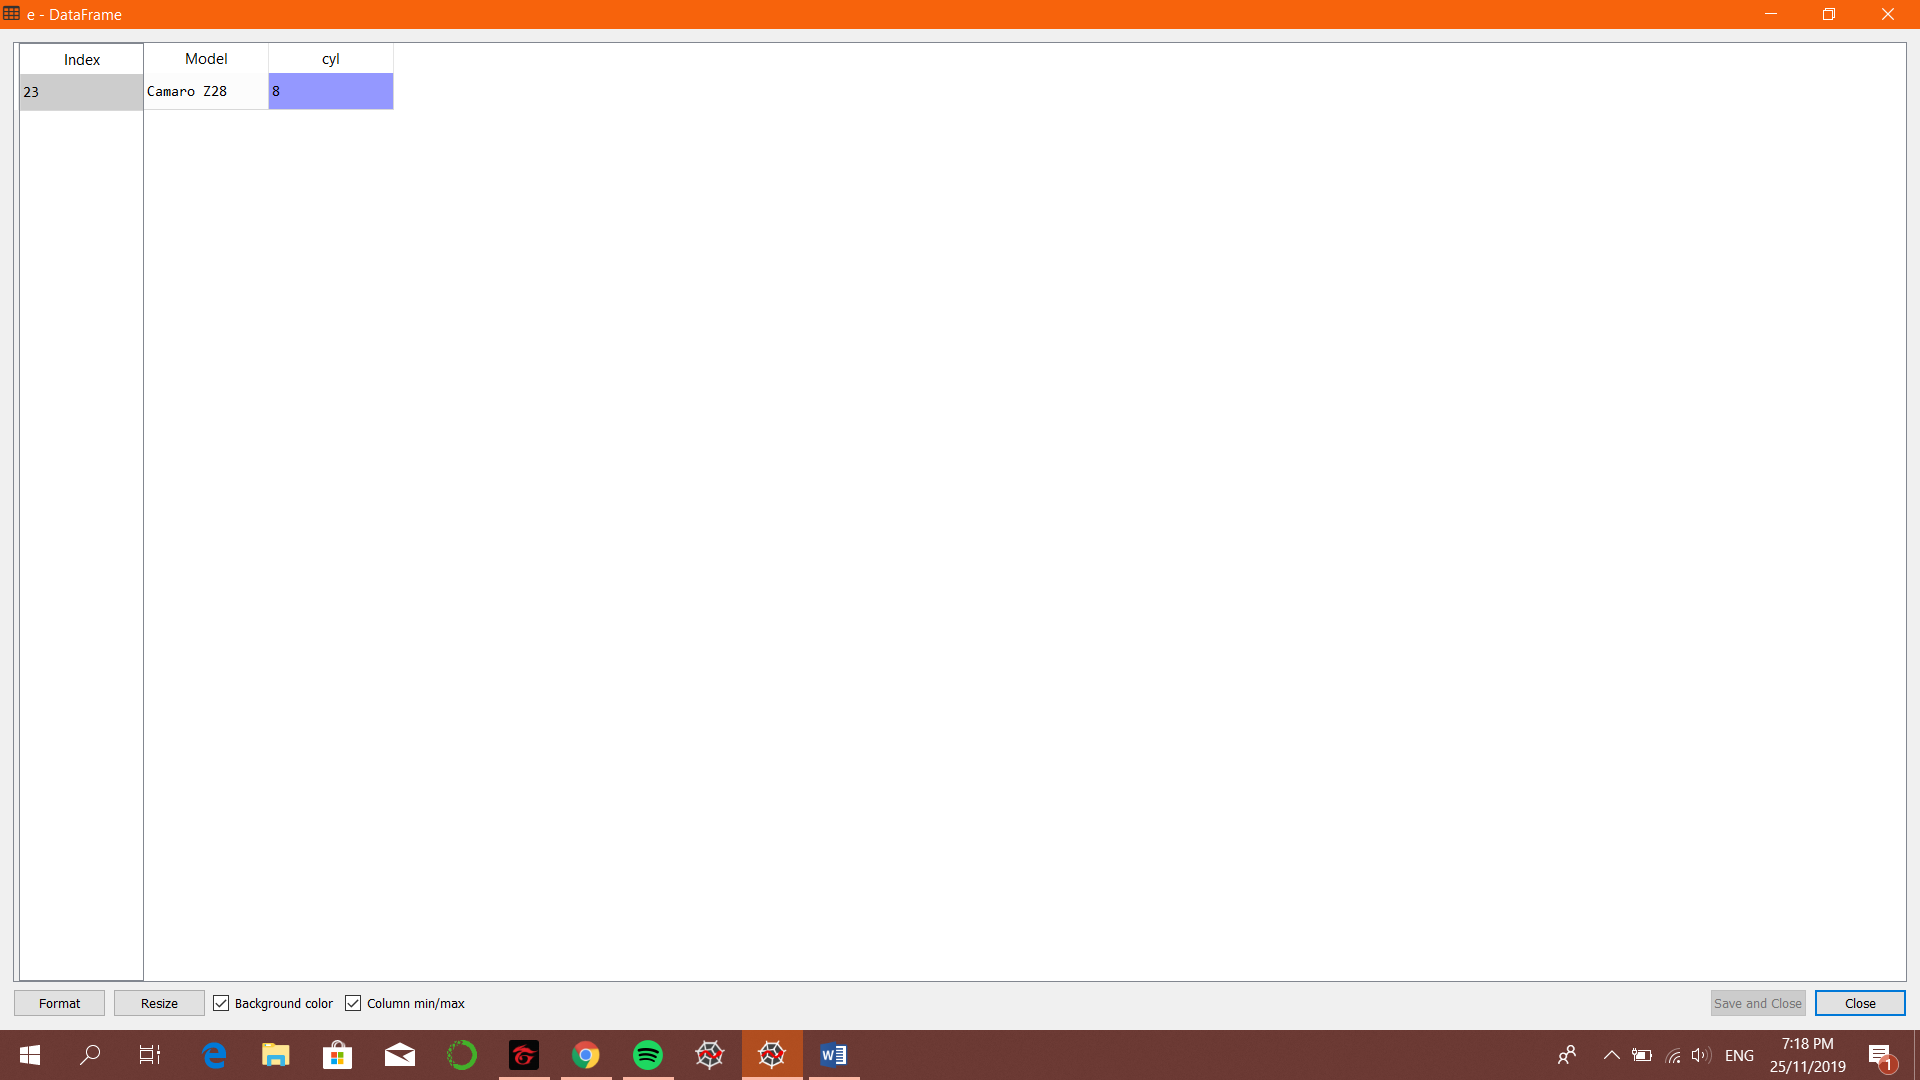 e - DataFrame
Index Model cyl
23 Camaro Z28 8
Format Resize Background color Column min/max Save and Close Close
W ENG 7:18 PM
25/11/2019 1